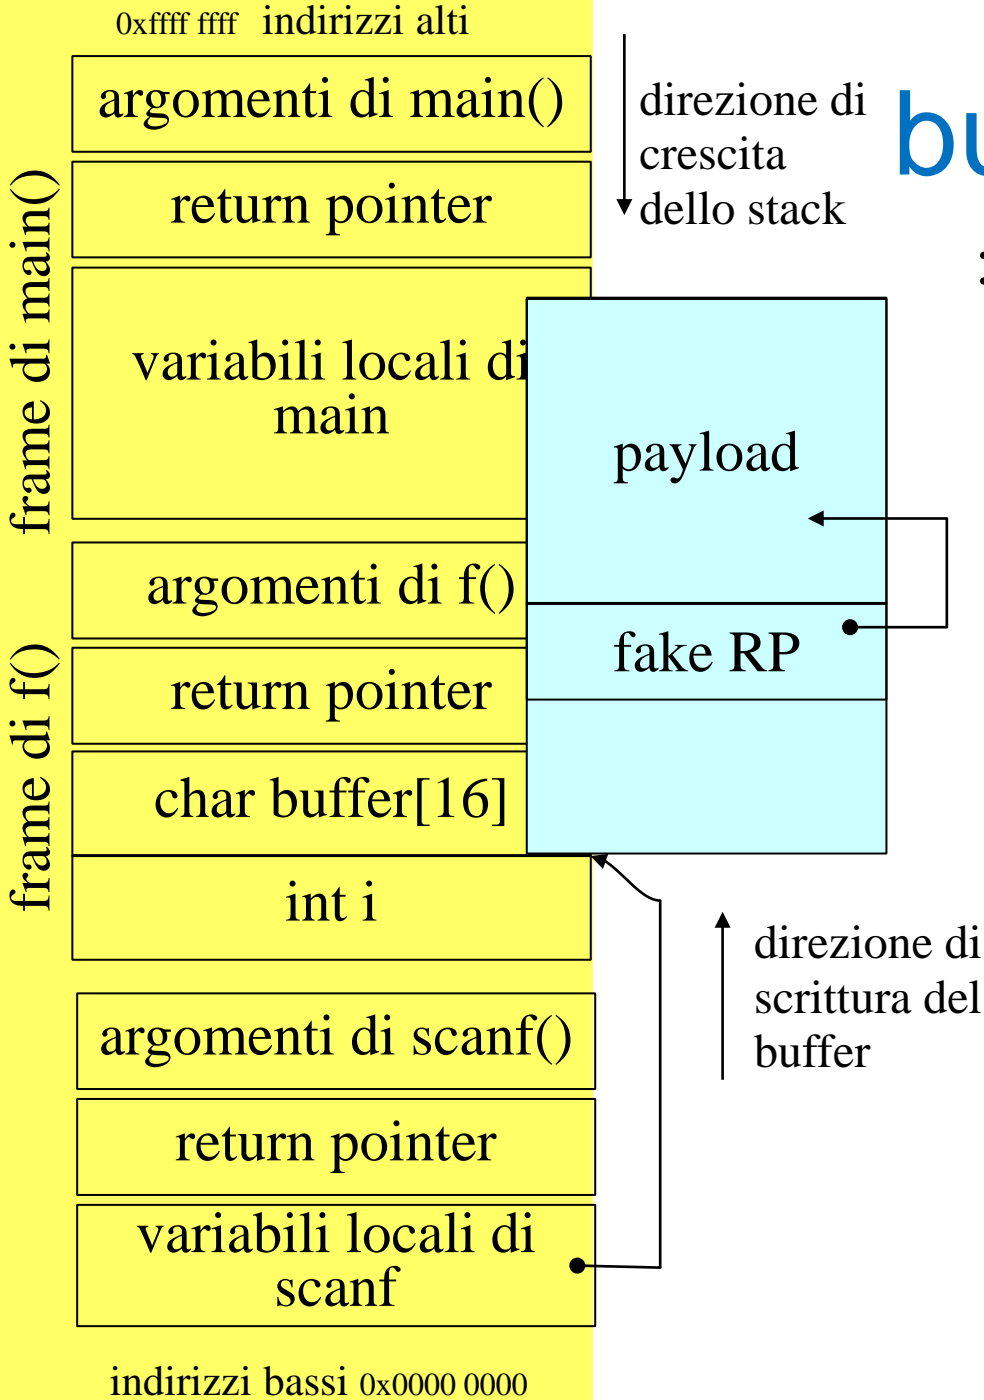 0xffff ffff indirizzi alti
argomenti di main()
return pointer
frame di main()
variabili locali di
main
direzione di
crescita
dello stack
bu
:
payload
fake RP
argomenti di f()
return pointer
frame di f()
char buffer[16]
int i
direzione di
scrittura del
buffer
argomenti di scanf()
return pointer
variabili locali di
scanf
indirizzi bassi 0x0000 0000